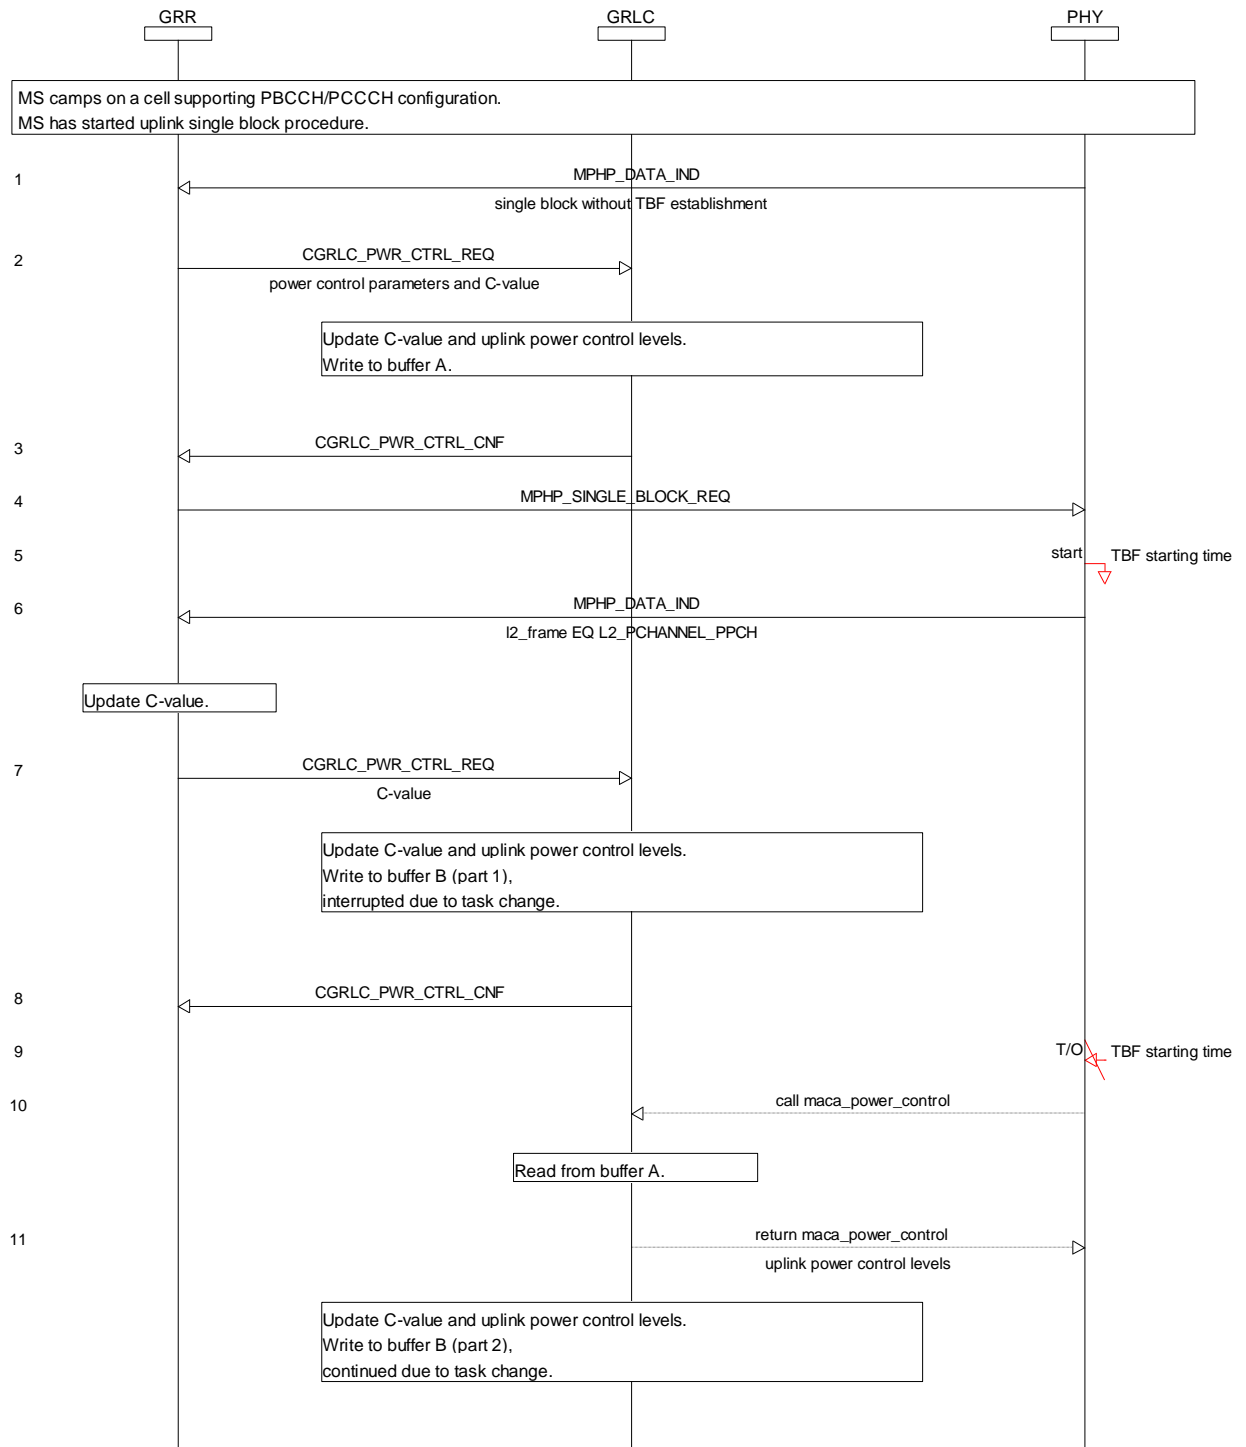 GRR GRLC PHY
MS camps on a cell supporting PBCCH/PCCCH configuration.
MS has started uplink single block procedure.
1 MPHP_DATA_IND
single block without TBF establishment
2 CGRLC_PWR_CTRL_REQ
power control parameters and C-value
Update C-value and uplink power control levels.
Write to buffer A.
3 CGRLC_PWR_CTRL_CNF
4 MPHP_SINGLE_BLOCK_REQ
5 start TBF starting time
6 MPHP_DATA_IND
l2_frame EQ L2_PCHANNEL_PPCH
Update C-value.
7 CGRLC_PWR_CTRL_REQ
C-value
Update C-value and uplink power control levels.
Write to buffer B (part 1),
interrupted due to task change.
8 CGRLC_PWR_CTRL_CNF
9 T/O TBF starting time
10 call maca_power_control
Read from buffer A.
11 return maca_power_control
uplink power control levels
Update C-value and uplink power control levels.
Write to buffer B (part 2),
continued due to task change.